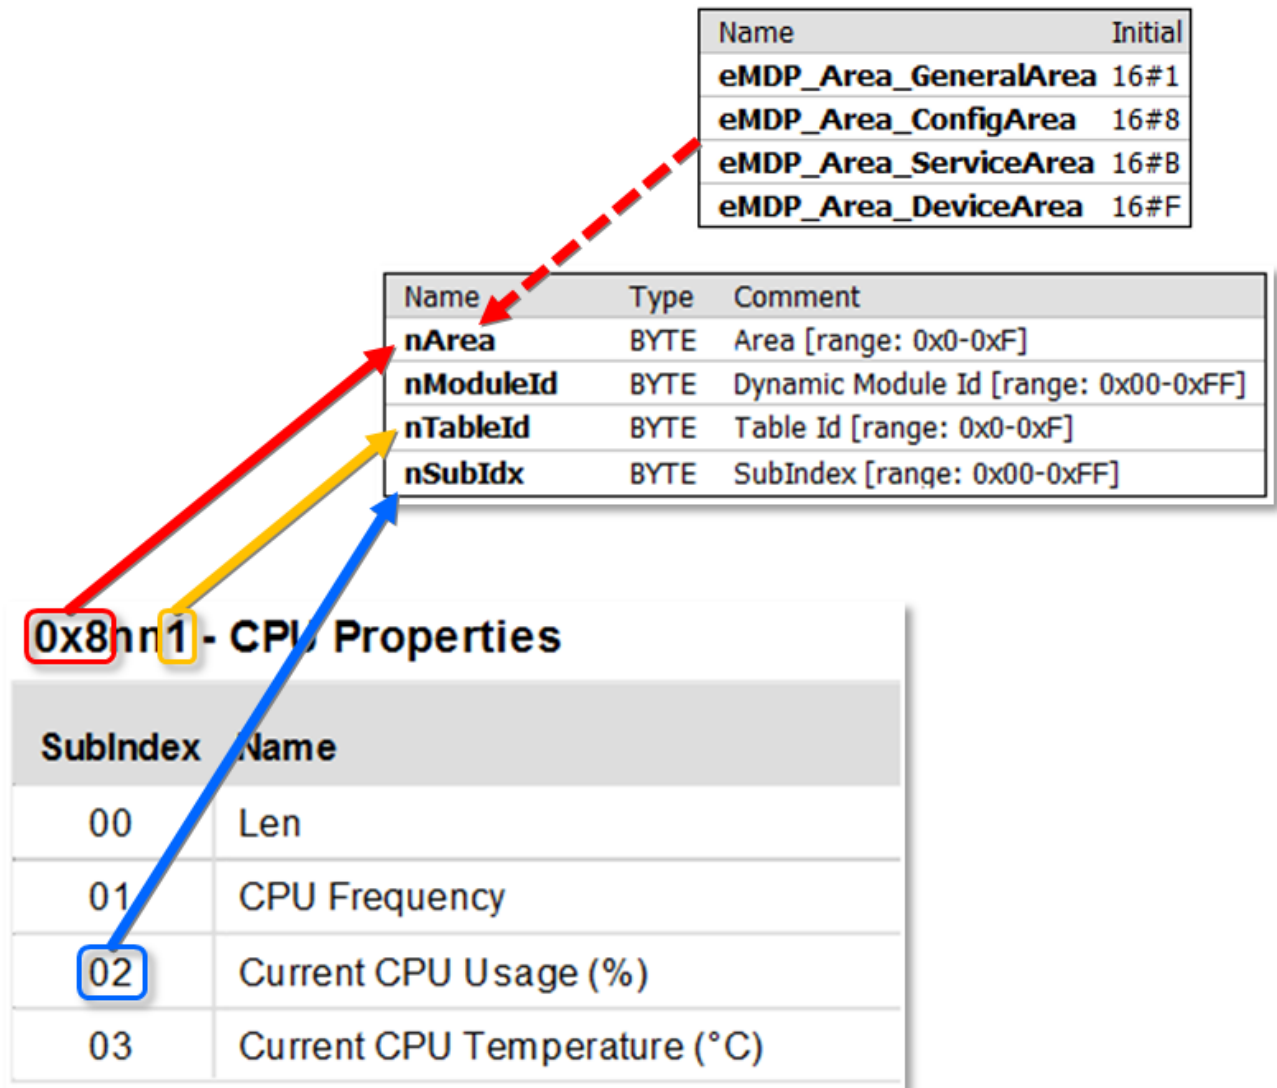 Name Initial
eMDP_Area_GeneralArea 16#1
eMDP_Area_ConfigArea 16#8
eMDP_Area_ServiceArea 16#B
eMDP_Area_DeviceArea 16#F
Name Type Comment
nArea BYTE Area [range: 0x0-0xF]
nModuleId BYTE Dynamic Module Id [range: 0x00-0xFF]
nTableId BYTE Table Id [range: 0x0-0xF]
nSubIdx BYTE SubIndex [range: 0x00-0xFF]
0x8nn1 - CPU Properties
SubIndex Name
00 Len
01 CPU Frequency
02 Current CPU Usage (%)
03 Current CPU Temperature (°C)